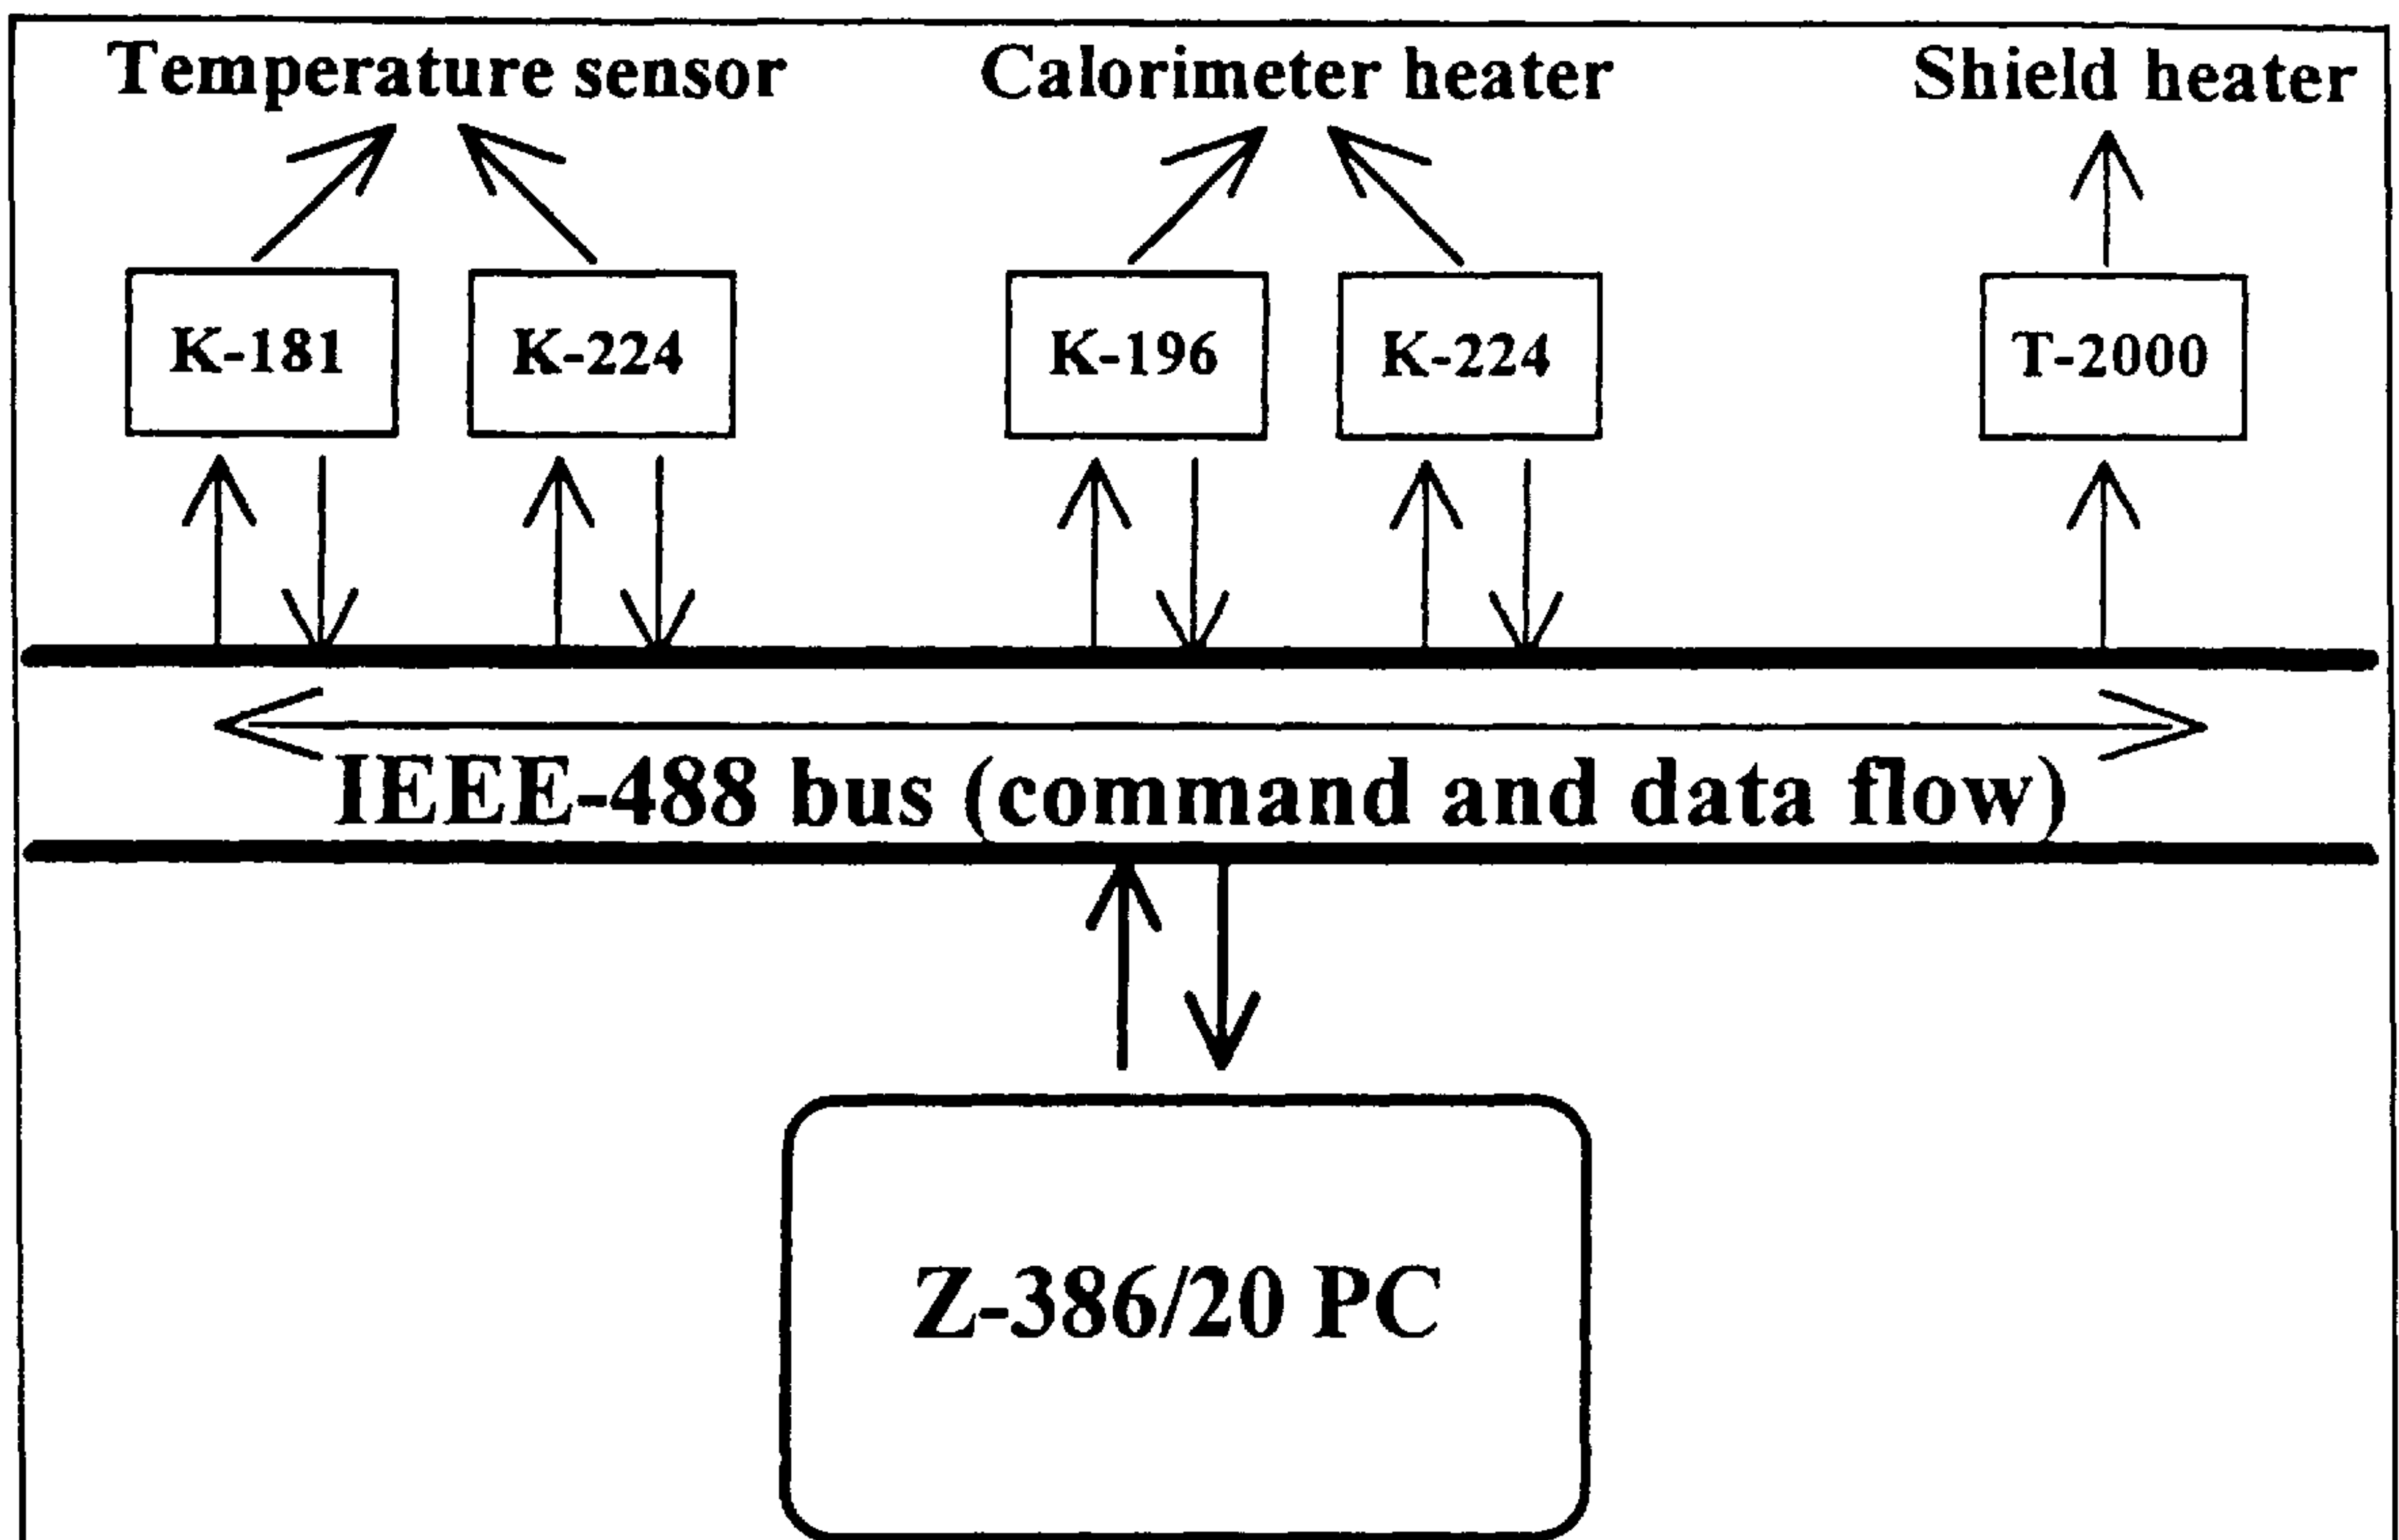 Temperature sensor Calorimeter heater Shield heater
K-181 K-224 K-196 K-224 T-2000
IEEE-488 bus (command and data flow)
Z-386/20 PC